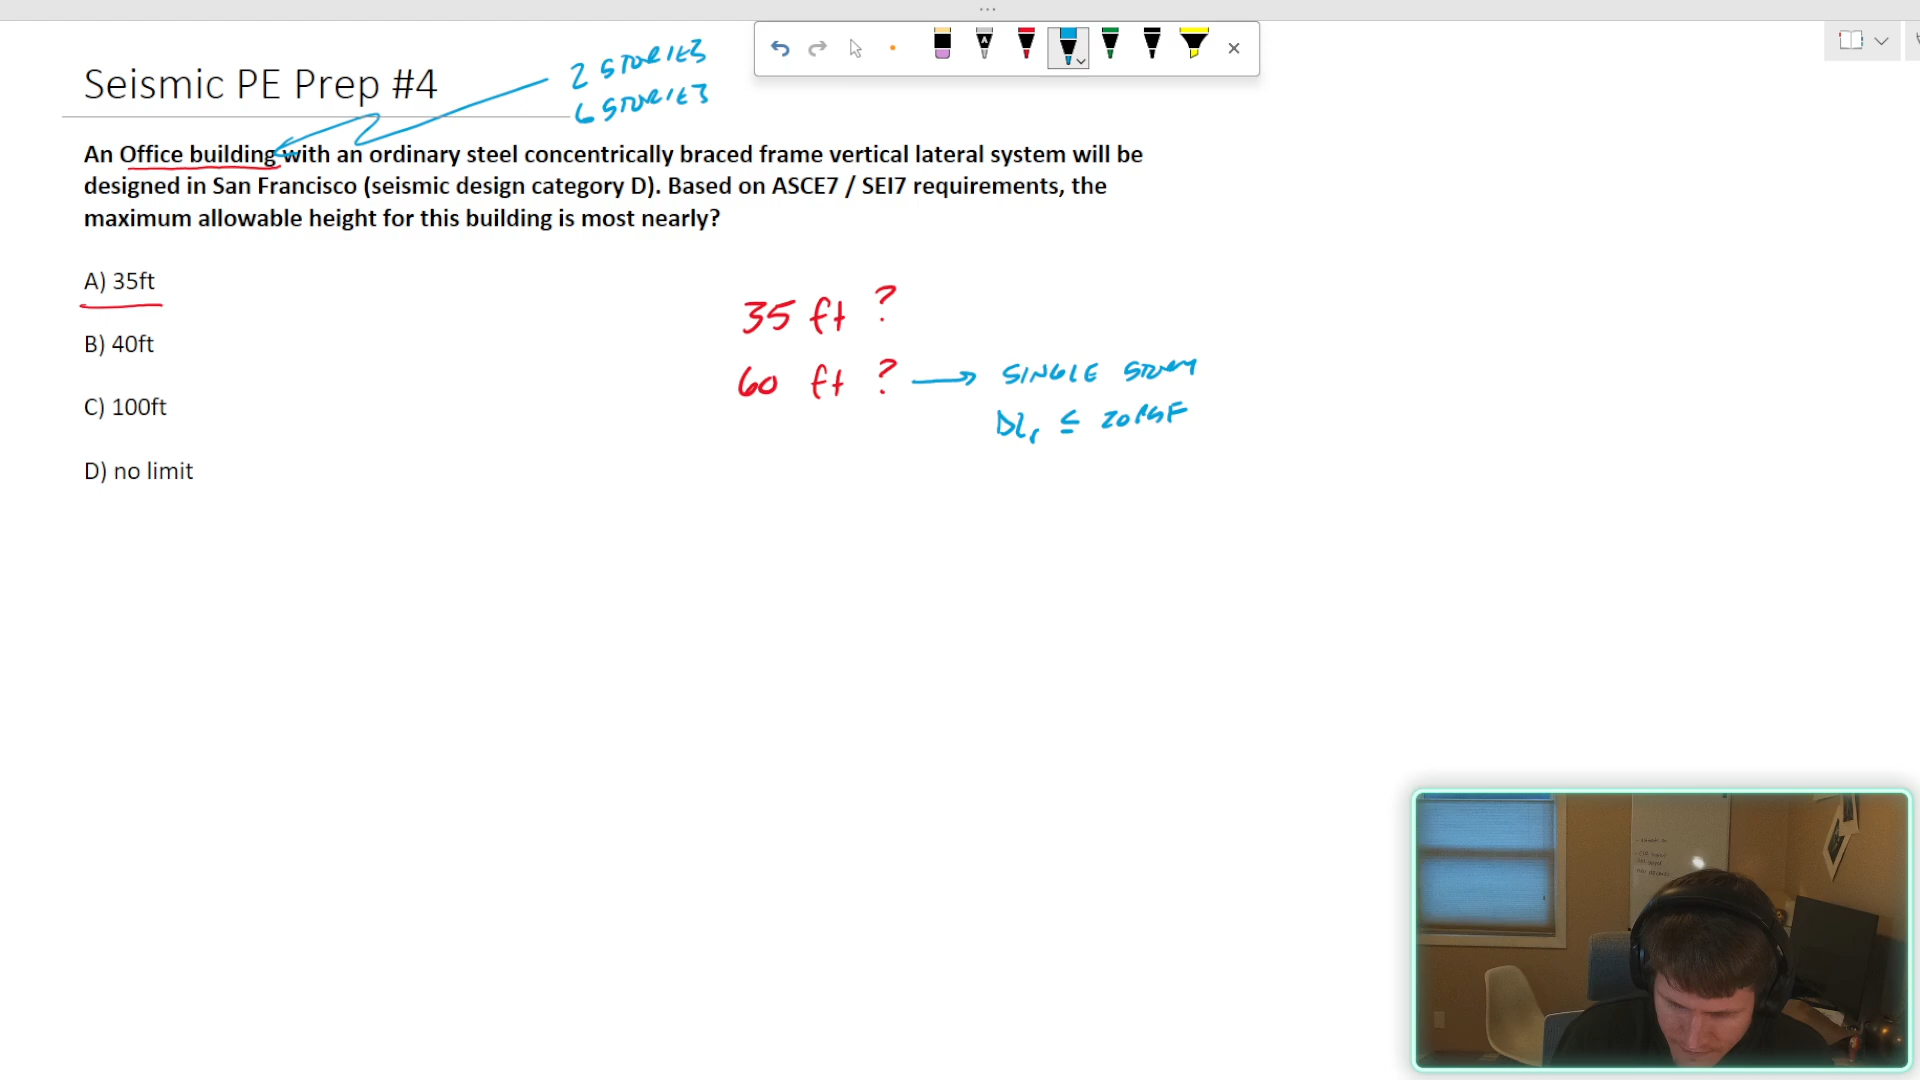 Seismic PE Prep #4
2 STORIES
6 STORIES
An Office building with an ordinary steel concentrically braced frame vertical lateral system will be
designed in San Francisco (seismic design category D). Based on ASCE7 / SEI7 requirements, the
maximum allowable height for this building is most nearly?
A) 35ft
B) 40ft
C) 100ft
D) no limit
35 ft ?
60 ft ? → SINGLE STORY
DLr ≤ 20PSF